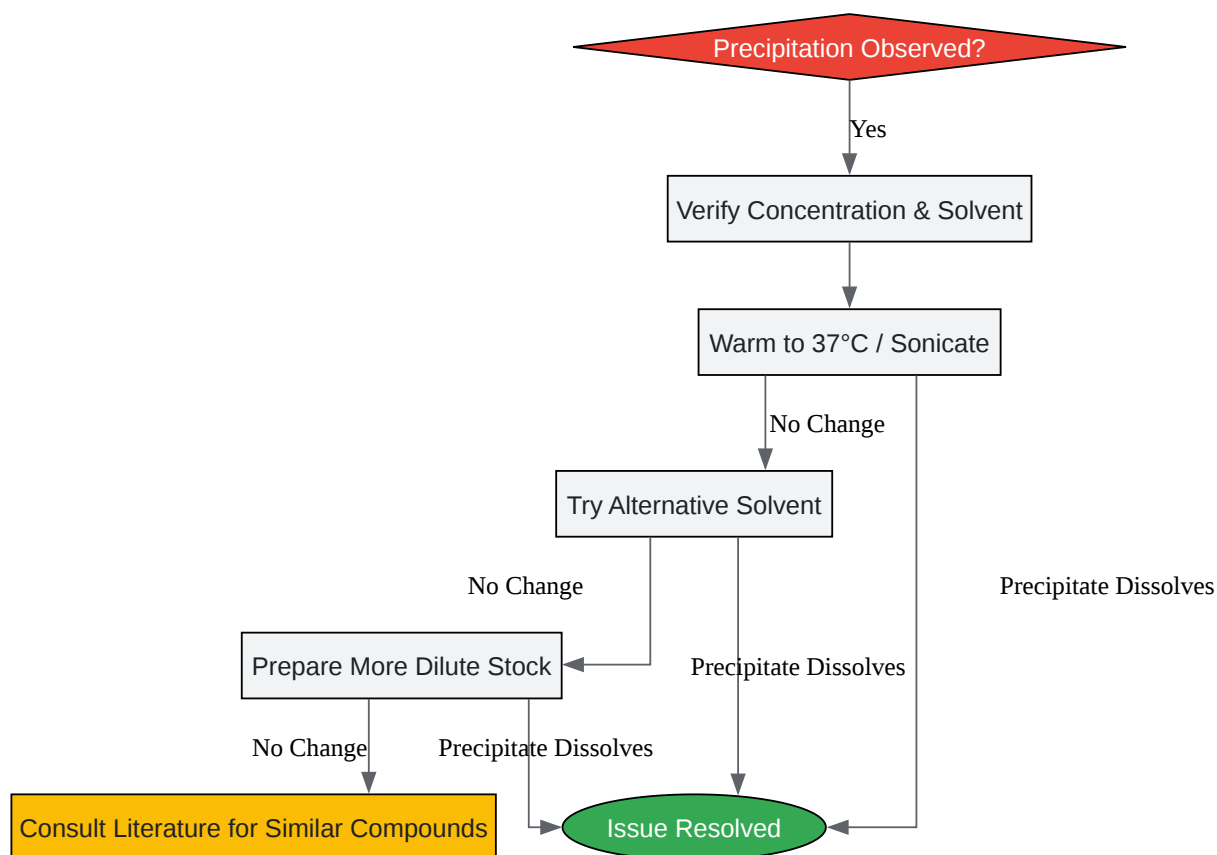 Precipitation Observed?
Yes
Verify Concentration & Solvent
Warm to 37°C / Sonicate
No Change
Try Alternative Solvent
No Change
Precipitate Dissolves
Prepare More Dilute Stock
Precipitate Dissolves
No Change
Precipitate Dissolves
Consult Literature for Similar Compounds
Issue Resolved